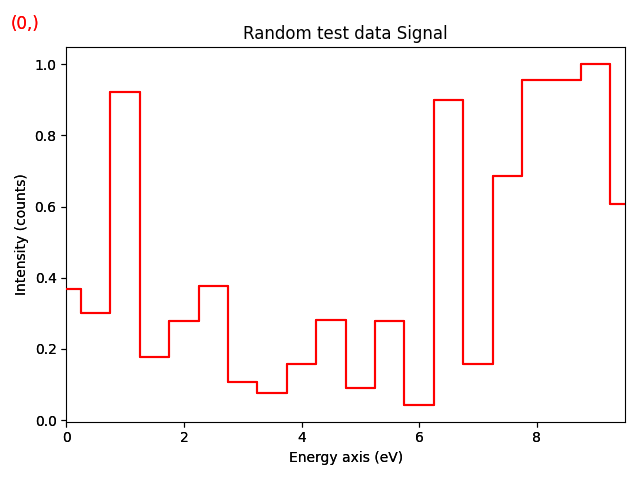 (0,)
Random test data Signal
Intensity (counts)
1.0
0.8
0.6
0.4
0.2
0.0
0 2 4 6 8
Energy axis (eV)